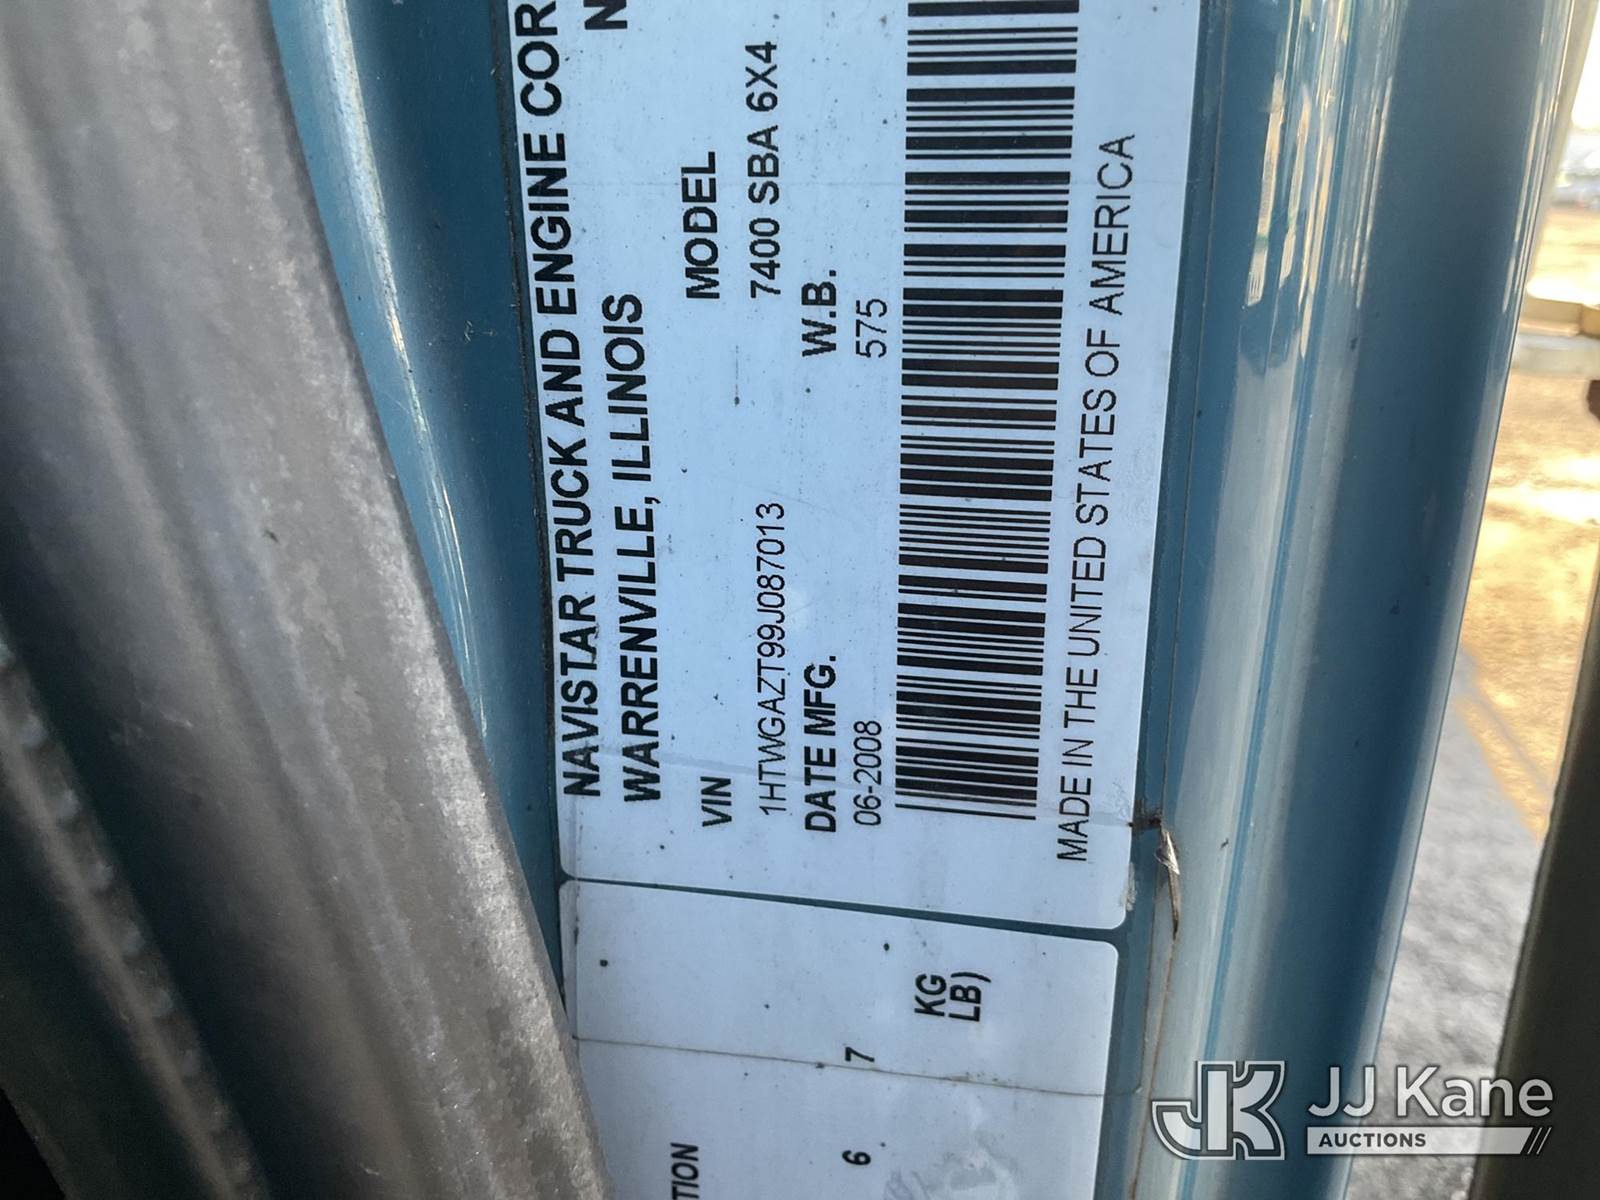 NAVISTAR TRUCK AND ENGINE COR
WARRENVILLE, ILLINOIS N
VIN MODEL
1HTWGAZT99J087013 7400 SBA 6X4
DATE MFG. W.B.
06-2008 575
MADE IN THE UNITED STATES OF AMERICA
TION
6 7
KG
LB)
JJ Kane
AUCTIONS